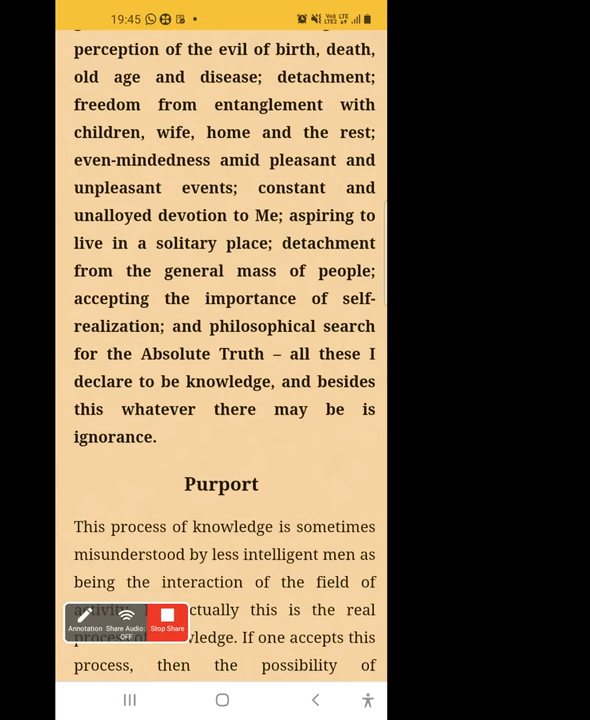 19:45
Vo)) LTE
LTE2
perception of the evil of birth, death,
old age and disease; detachment;
freedom from entanglement with
children, wife, home and the rest;
even-mindedness amid pleasant and
unpleasant events; constant and
unalloyed devotion to Me; aspiring to
live in a solitary place; detachment
from the general mass of people;
accepting the importance of self-
realization; and philosophical search
for the Absolute Truth – all these I
declare to be knowledge, and besides
this whatever there may be is
ignorance.
Purport
This process of knowledge is sometimes
misunderstood by less intelligent men as
being the interaction of the field of
activity. ctually this is the real
process of vledge. If one accepts this
Annotation Share Audio: OFF Stop Share
process, then the possibility of